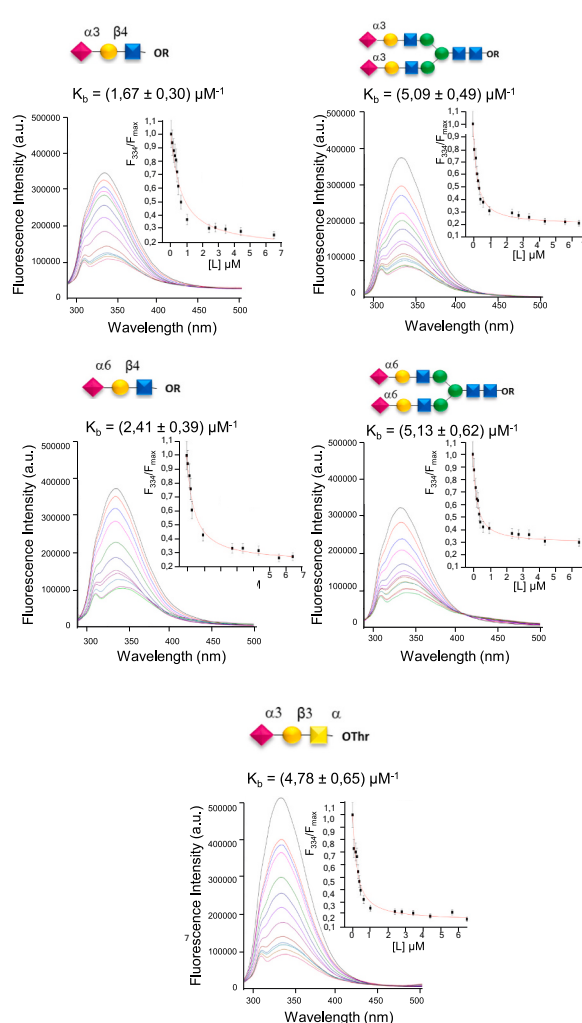 α3 β4
OR
K_b = (1,67 ± 0,30) µM⁻¹
Fluorescence Intensity (a.u.)
500000
400000
300000
200000
100000
0
F₃₃₄/F_max
1,1
1,0
0,9
0,8
0,7
0,6
0,5
0,4
0,3
0,2
0 1 2 3 4 5 6 7
[L] µM
300 350 400 450 500
Wavelength (nm)
α3
α3
OR
K_b = (5,09 ± 0,49) µM⁻¹
Fluorescence Intensity (a.u.)
500000
400000
300000
200000
100000
0
F₃₃₄/F_max
1,1
1,0
0,9
0,8
0,7
0,6
0,5
0,4
0,3
0,2
0,1
0 1 2 3 4 5 6
[L] µM
300 350 400 450 500
Wavelength (nm)
α6 β4
OR
K_b = (2,41 ± 0,39) µM⁻¹
Fluorescence Intensity (a.u.)
500000
400000
300000
200000
100000
0
F₃₃₄/F_max
1,1
1,0
0,9
0,8
0,7
0,6
0,5
0,4
0,3
0,2
0 1 2 3 5 6 7
300 350 400 450 500
Wavelength (nm)
α6
α6
OR
K_b = (5,13 ± 0,62) µM⁻¹
Fluorescence Intensity (a.u.)
500000
400000
300000
200000
100000
0
F₃₃₄/F_max
1,1
1,0
0,9
0,8
0,7
0,6
0,5
0,4
0,3
0,2
0,1
0 1 2 3 4 5 6
[L] µM
300 350 400 450 500
Wavelength (nm)
α3 β3 α
OThr
K_b = (4,78 ± 0,65) µM⁻¹
Fluorescence Intensity (a.u.)
500000
400000
300000
200000
100000
0
7
F₃₃₄/F_max
1,1
1,0
0,9
0,8
0,7
0,6
0,5
0,4
0,3
0,2
0 1 2 3 4 5 6
[L] µM
300 350 400 450 500
Wavelength (nm)